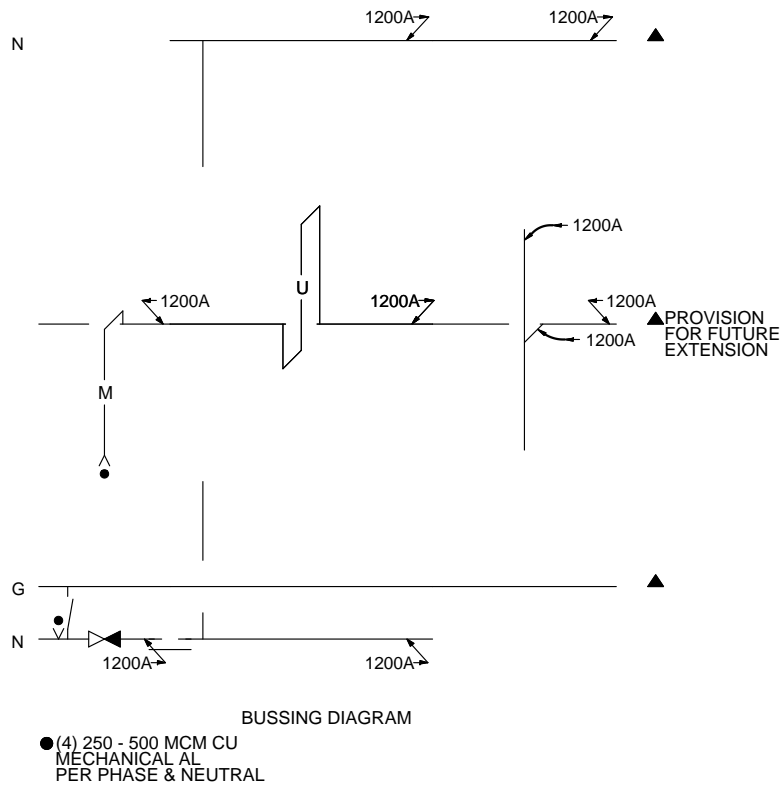 1200A 1200A
N
1200A
U
1200A 1200A 1200A
PROVISION
FOR FUTURE
EXTENSION
1200A
M
G
N
1200A 1200A
BUSSING DIAGRAM
(4) 250 - 500 MCM CU
MECHANICAL AL
PER PHASE & NEUTRAL